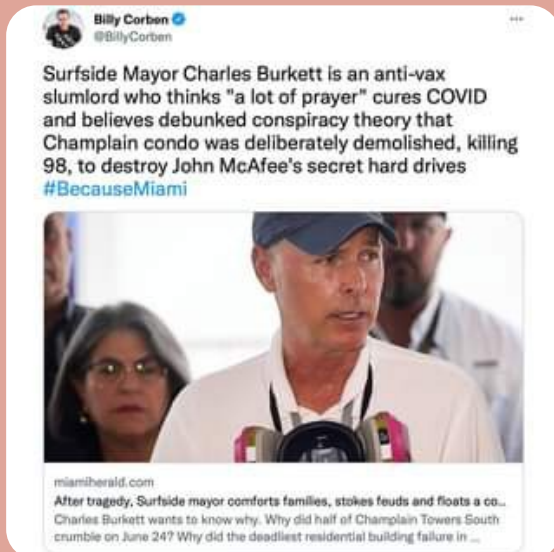 Billy Corben
@BillyCorben
Surfside Mayor Charles Burkett is an anti-vax
slumlord who thinks "a lot of prayer" cures COVID
and believes debunked conspiracy theory that
Champlain condo was deliberately demolished, killing
98, to destroy John McAfee's secret hard drives
#BecauseMiami
miamiherald.com
After tragedy, Surfside mayor comforts families, stokes feuds and floats a co...
Charles Burkett wants to know why. Why did half of Champlain Towers South
crumble on June 24? Why did the deadliest residential building failure in ...